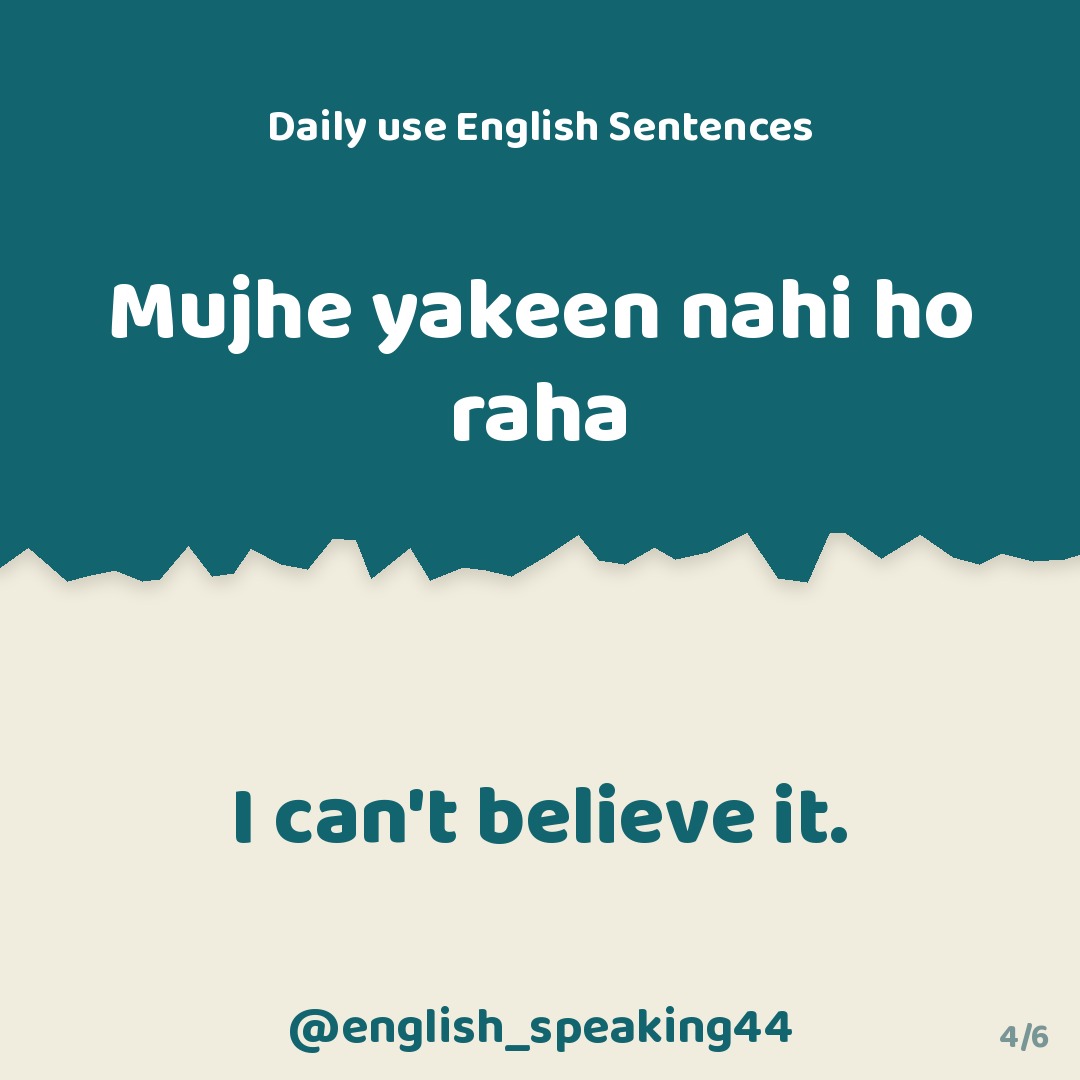 Daily use English Sentences
Mujhe yakeen nahi ho
raha
I can't believe it.
@english_speaking44
4/6